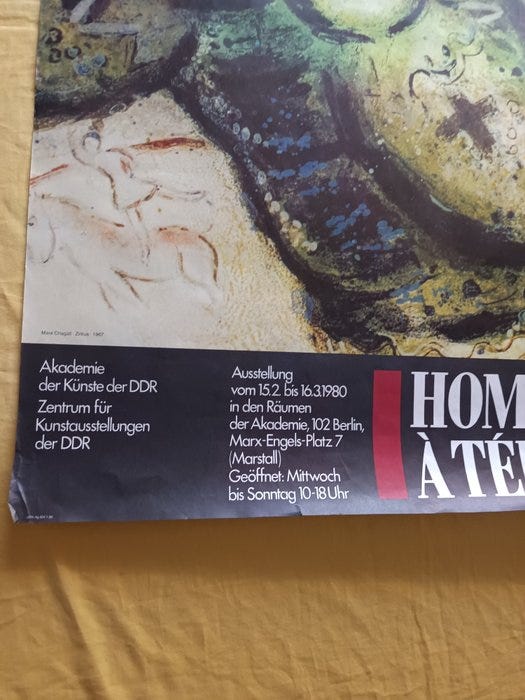 Marc Chagall · Zirkus · 1967
Akademie
der Künste der DDR
Zentrum für
Kunstausstellungen
der DDR
Ausstellung
vom 15.2. bis 16.3.1980
in den Räumen
der Akademie, 102 Berlin,
Marx-Engels-Platz 7
(Marstall)
Geöffnet: Mittwoch
bis Sonntag 10-18 Uhr
HOM
À TÉ